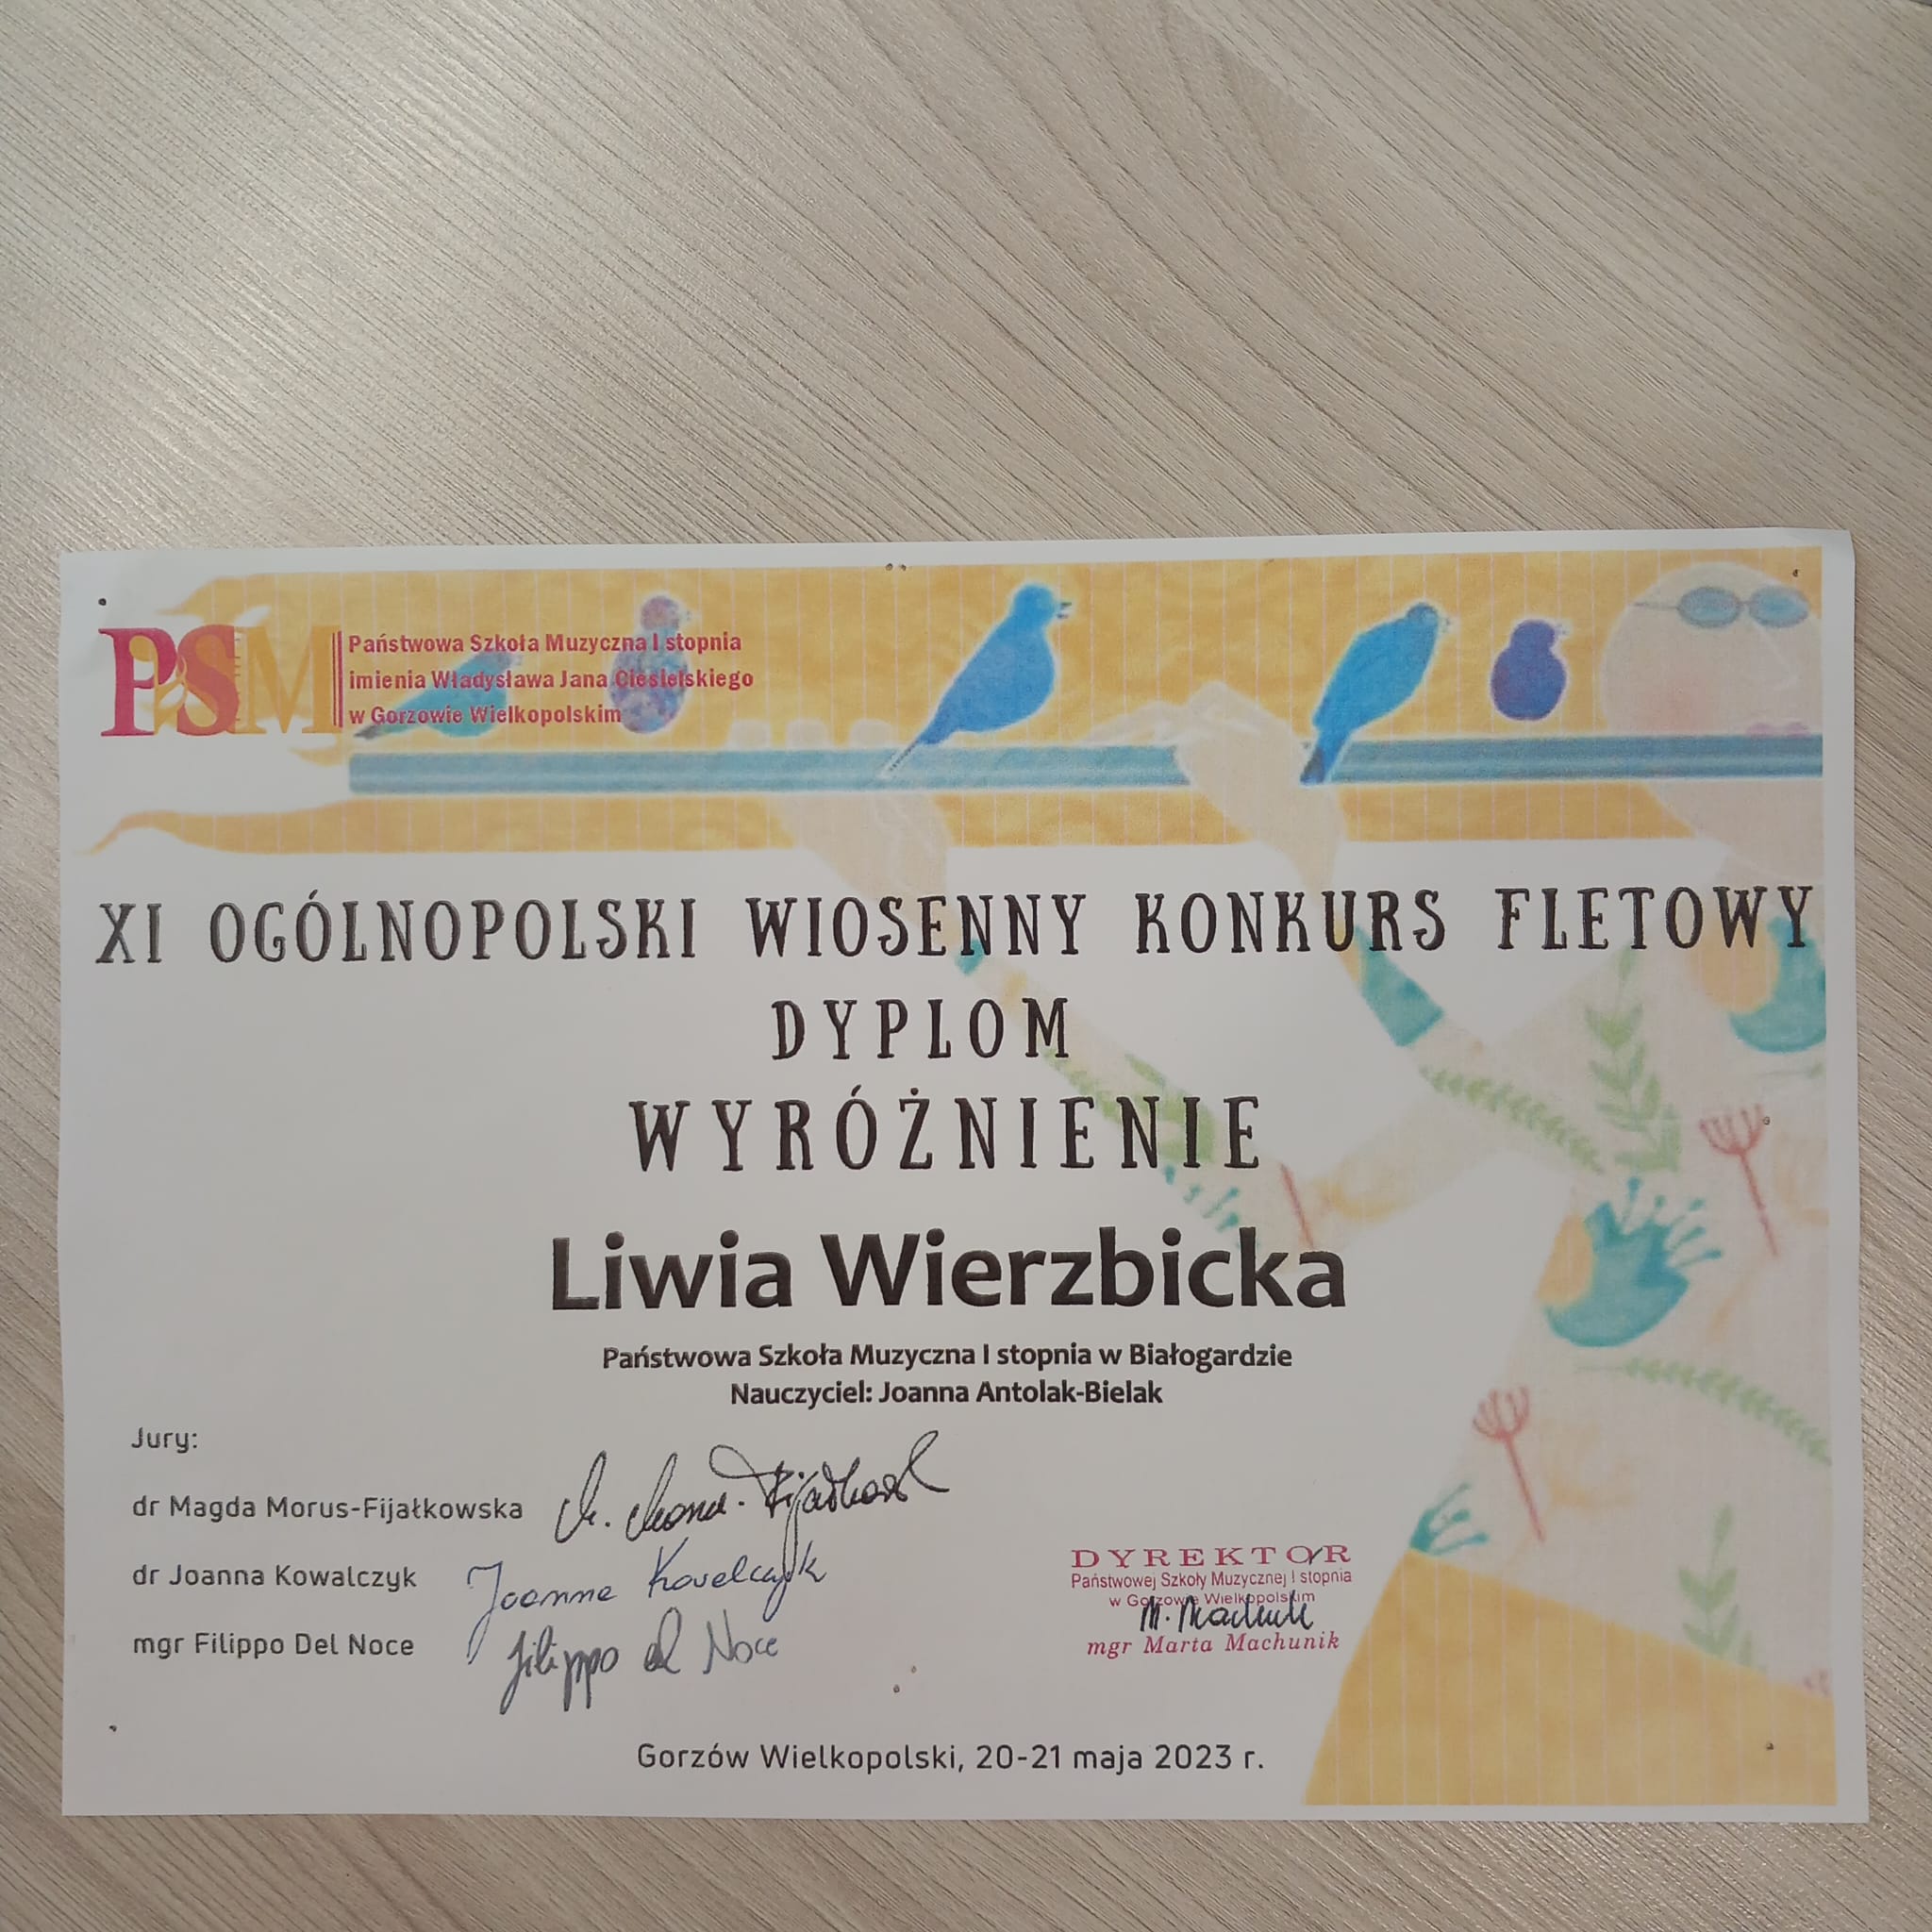 PSM
Państwowa Szkoła Muzyczna I stopnia
imienia Władysława Jana Ciesielskiego
w Gorzowie Wielkopolskim
XI OGÓLNOPOLSKI WIOSENNY KONKURS FLETOWY
DYPLOM
WYRÓŻNIENIE
Liwia Wierzbicka
Państwowa Szkoła Muzyczna I stopnia w Białogardzie
Nauczyciel: Joanna Antolak-Bielak
Jury:
dr Magda Morus-Fijałkowska
dr Joanna Kowalczyk Joanna Kowalczyk
mgr Filippo Del Noce Filippo del Noce
DYREKTOR
Państwowej Szkoły Muzycznej I stopnia
w Gorzowie Wielkopolskim
M. Machunik
mgr Marta Machunik
Gorzów Wielkopolski, 20-21 maja 2023 r.